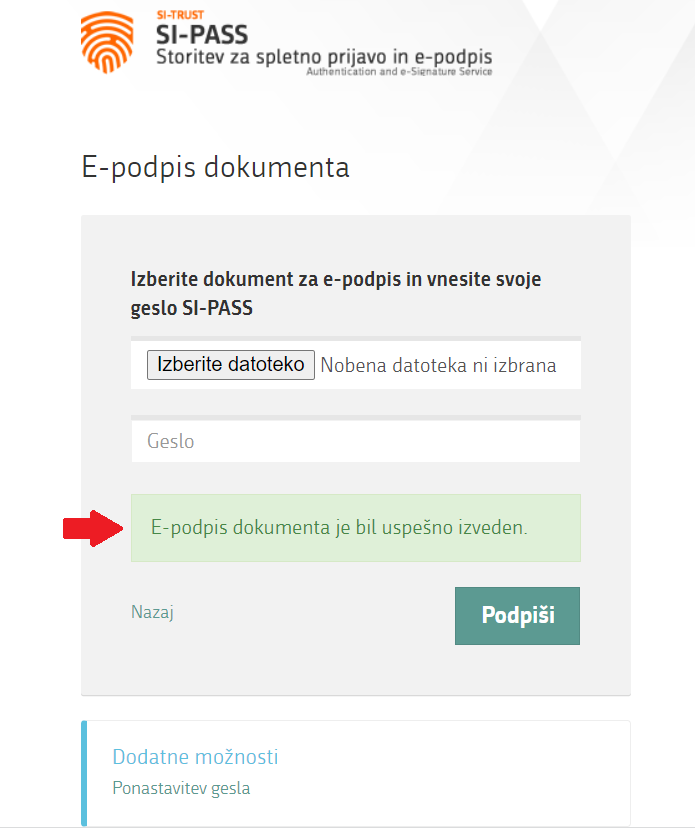 SI-TRUST
SI-PASS
Storitev za spletno prijavo in e-podpis
Authentication and e-Signature Service
E-podpis dokumenta
Izberite dokument za e-podpis in vnesite svoje
geslo SI-PASS
Izberite datoteko Nobena datoteka ni izbrana
Geslo
E-podpis dokumenta je bil uspešno izveden.
Nazaj
Podpiši
Dodatne možnosti
Ponastavitev gesla